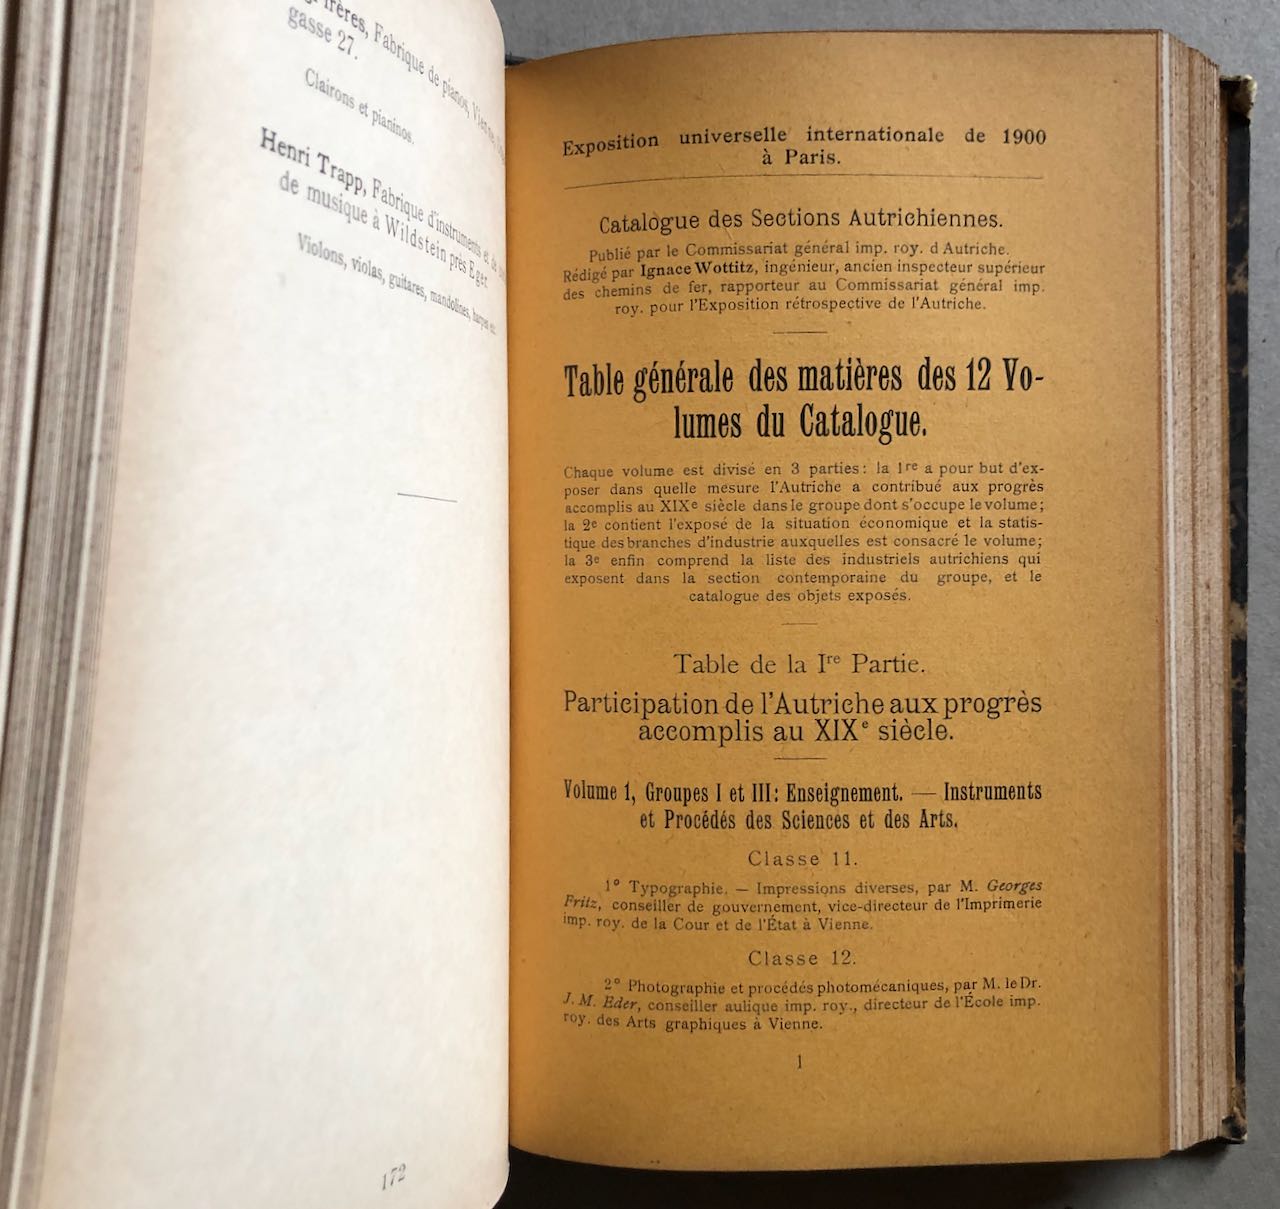 frères, Fabrique de pianos, Vienne,
gasse 27.
Clairons et pianinos.
Henri Trapp, Fabrique d'instruments et de
de musique à Wildstein près Eger.
Violons, violas, guitares, mandolines, harpes etc.
172
Exposition universelle internationale de 1900
à Paris.
Catalogue des Sections Autrichiennes.
Publié par le Commissariat général imp. roy. d Autriche.
Rédigé par Ignace Wottitz, ingénieur, ancien inspecteur supérieur
des chemins de fer, rapporteur au Commissariat général imp.
roy. pour l'Exposition rétrospective de l'Autriche.
Table générale des matières des 12 Vo-
lumes du Catalogue.
Chaque volume est divisé en 3 parties: la 1re a pour but d'ex-
poser dans quelle mesure l'Autriche a contribué aux progrès
accomplis au XIXe siècle dans le groupe dont s'occupe le volume;
la 2e contient l'exposé de la situation économique et la statis-
tique des branches d'industrie auxquelles est consacré le volume;
la 3e enfin comprend la liste des industriels autrichiens qui
exposent dans la section contemporaine du groupe, et le
catalogue des objets exposés.
Table de la Ire Partie.
Participation de l'Autriche aux progrès
accomplis au XIXe siècle.
Volume 1, Groupes I et III: Enseignement. — Instruments
et Procédés des Sciences et des Arts.
Classe 11.
1° Typographie. — Impressions diverses, par M. Georges
Fritz, conseiller de gouvernement, vice-directeur de l'Imprimerie
imp. roy. de la Cour et de l'État à Vienne.
Classe 12.
2° Photographie et procédés photomécaniques, par M. le Dr.
J. M. Eder, conseiller aulique imp. roy., directeur de l'École imp.
roy. des Arts graphiques à Vienne.
1